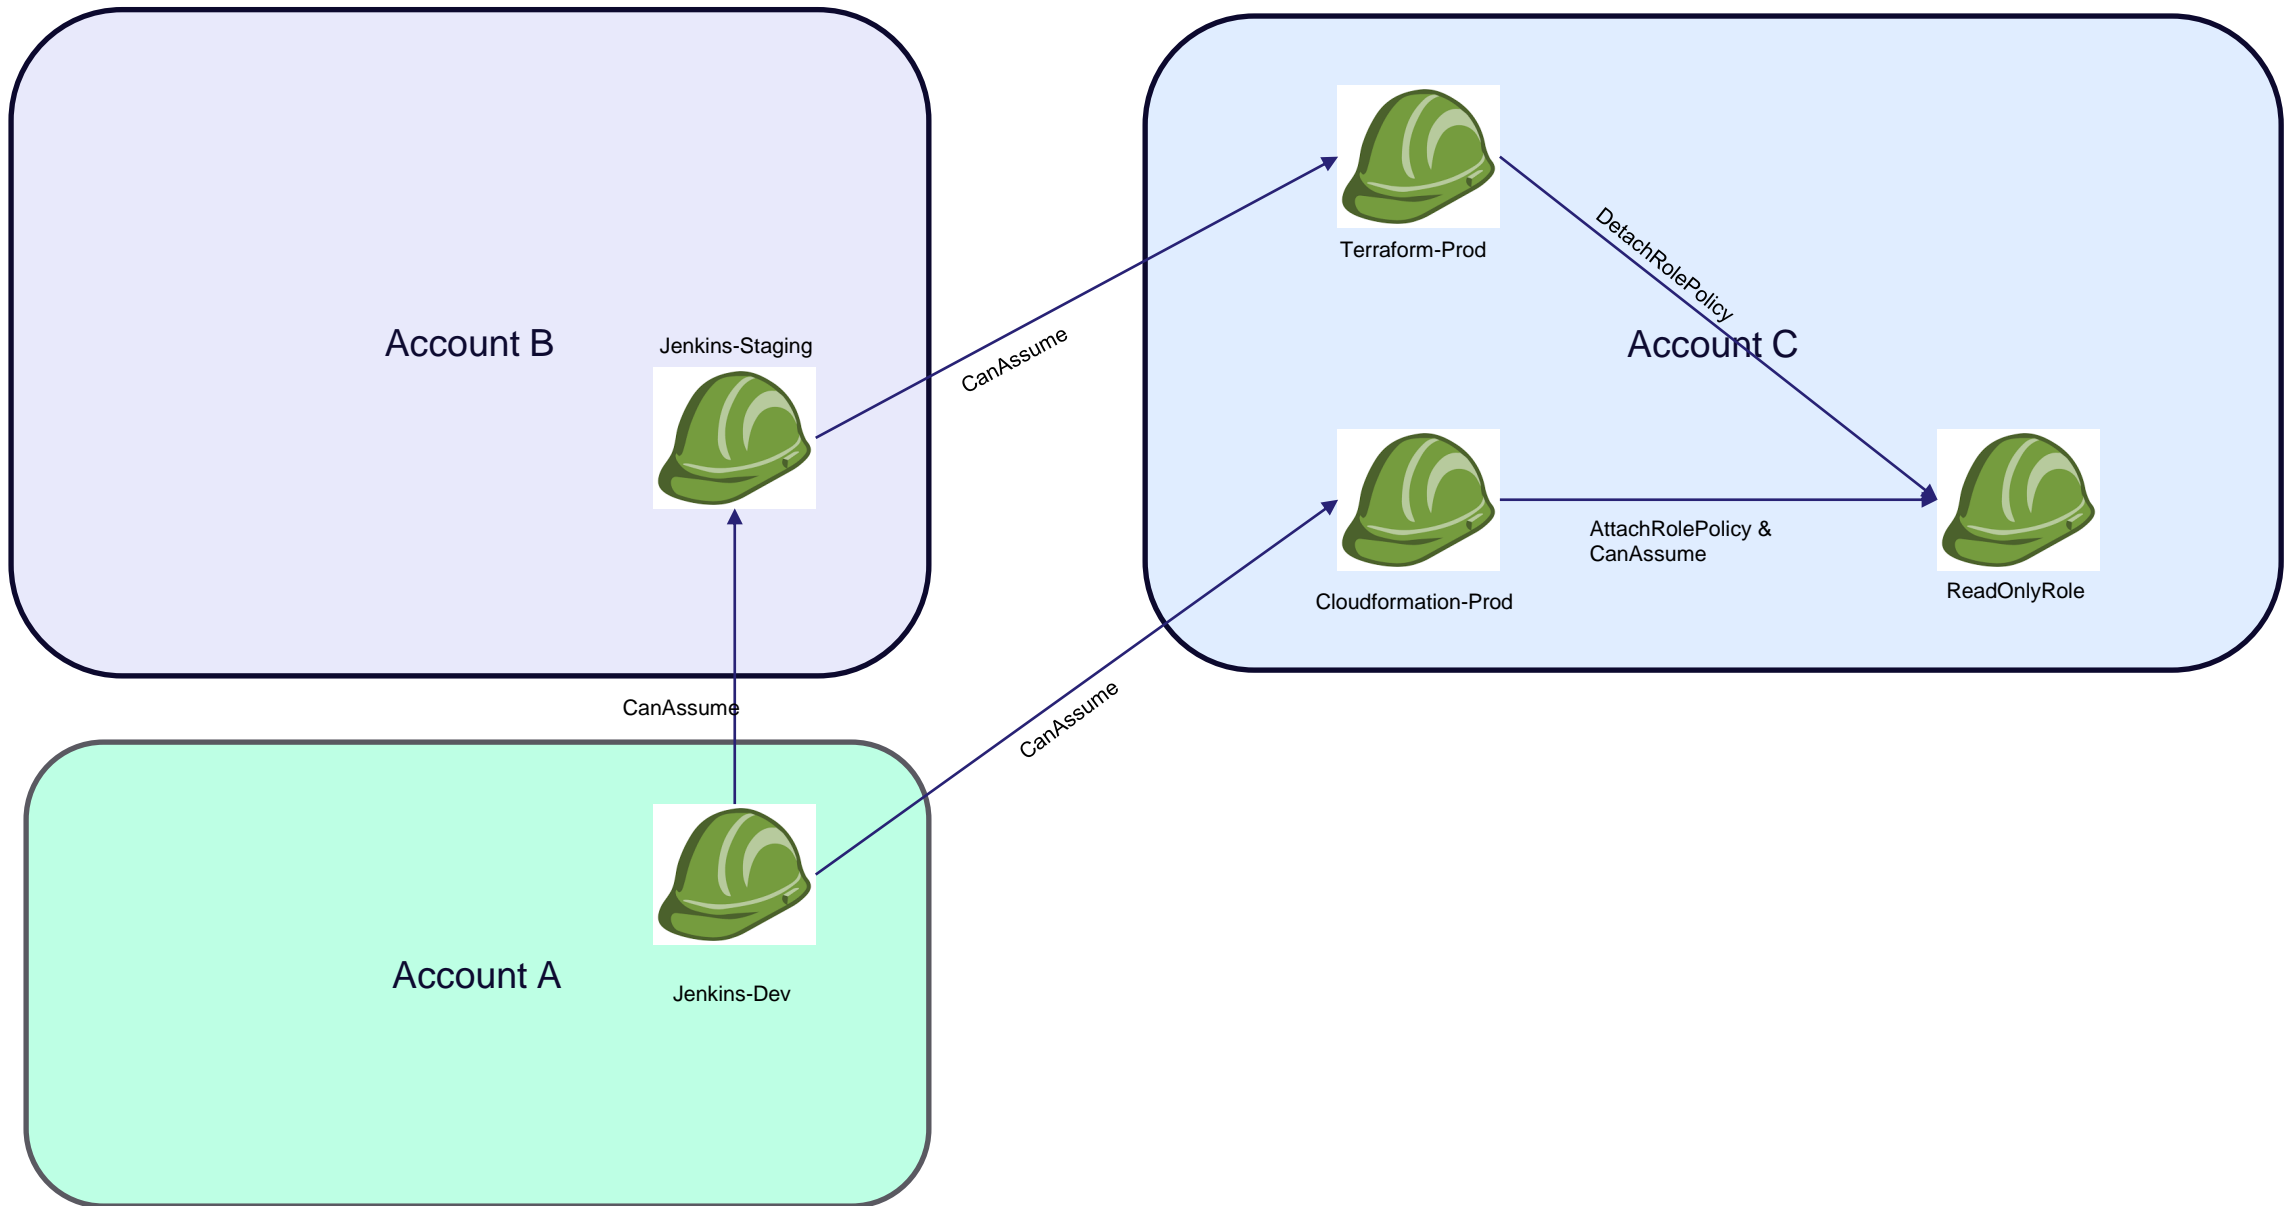 Account B
Jenkins-Staging
CanAssume
Terraform-Prod
DetachRolePolicy
Account C
AttachRolePolicy &
CanAssume
Cloudformation-Prod
ReadOnlyRole
CanAssume
CanAssume
Account A
Jenkins-Dev